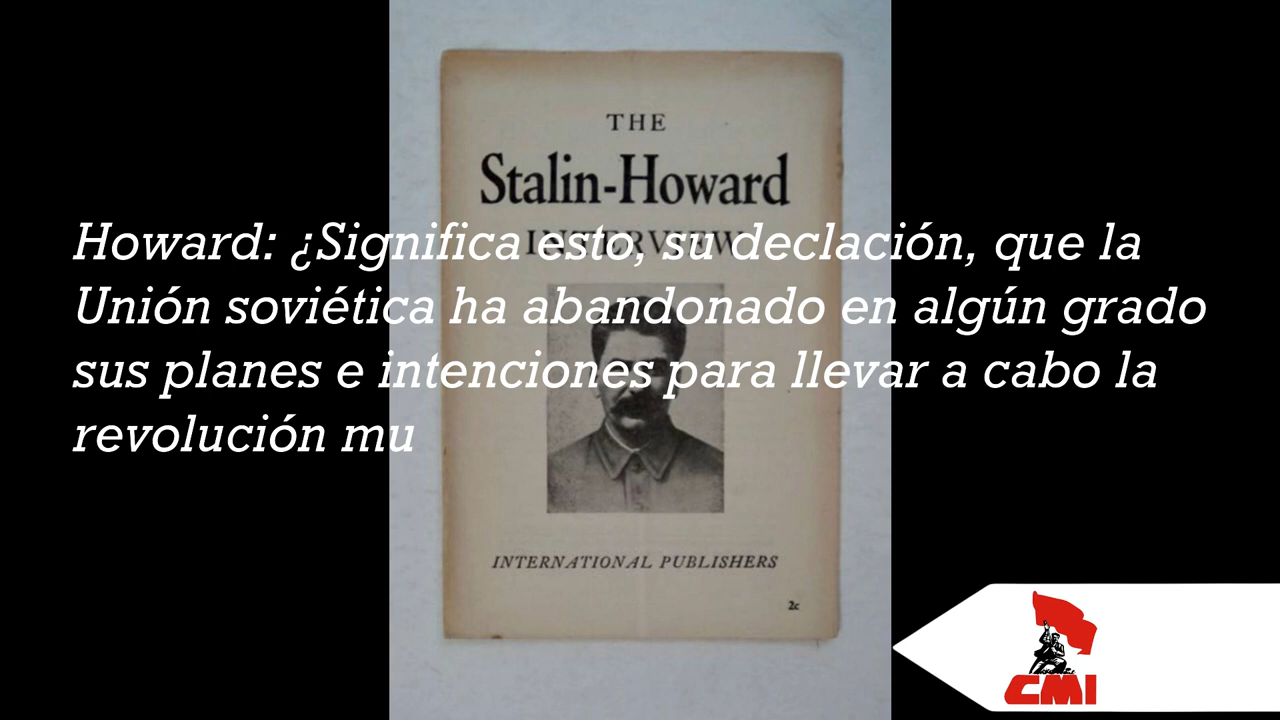 THE
Stalin-Howard
INTERVIEW
Howard: ¿Significa esto, su declación, que la
Unión soviética ha abandonado en algún grado
sus planes e intenciones para llevar a cabo la
revolución mu
INTERNATIONAL PUBLISHERS
2c
CMI